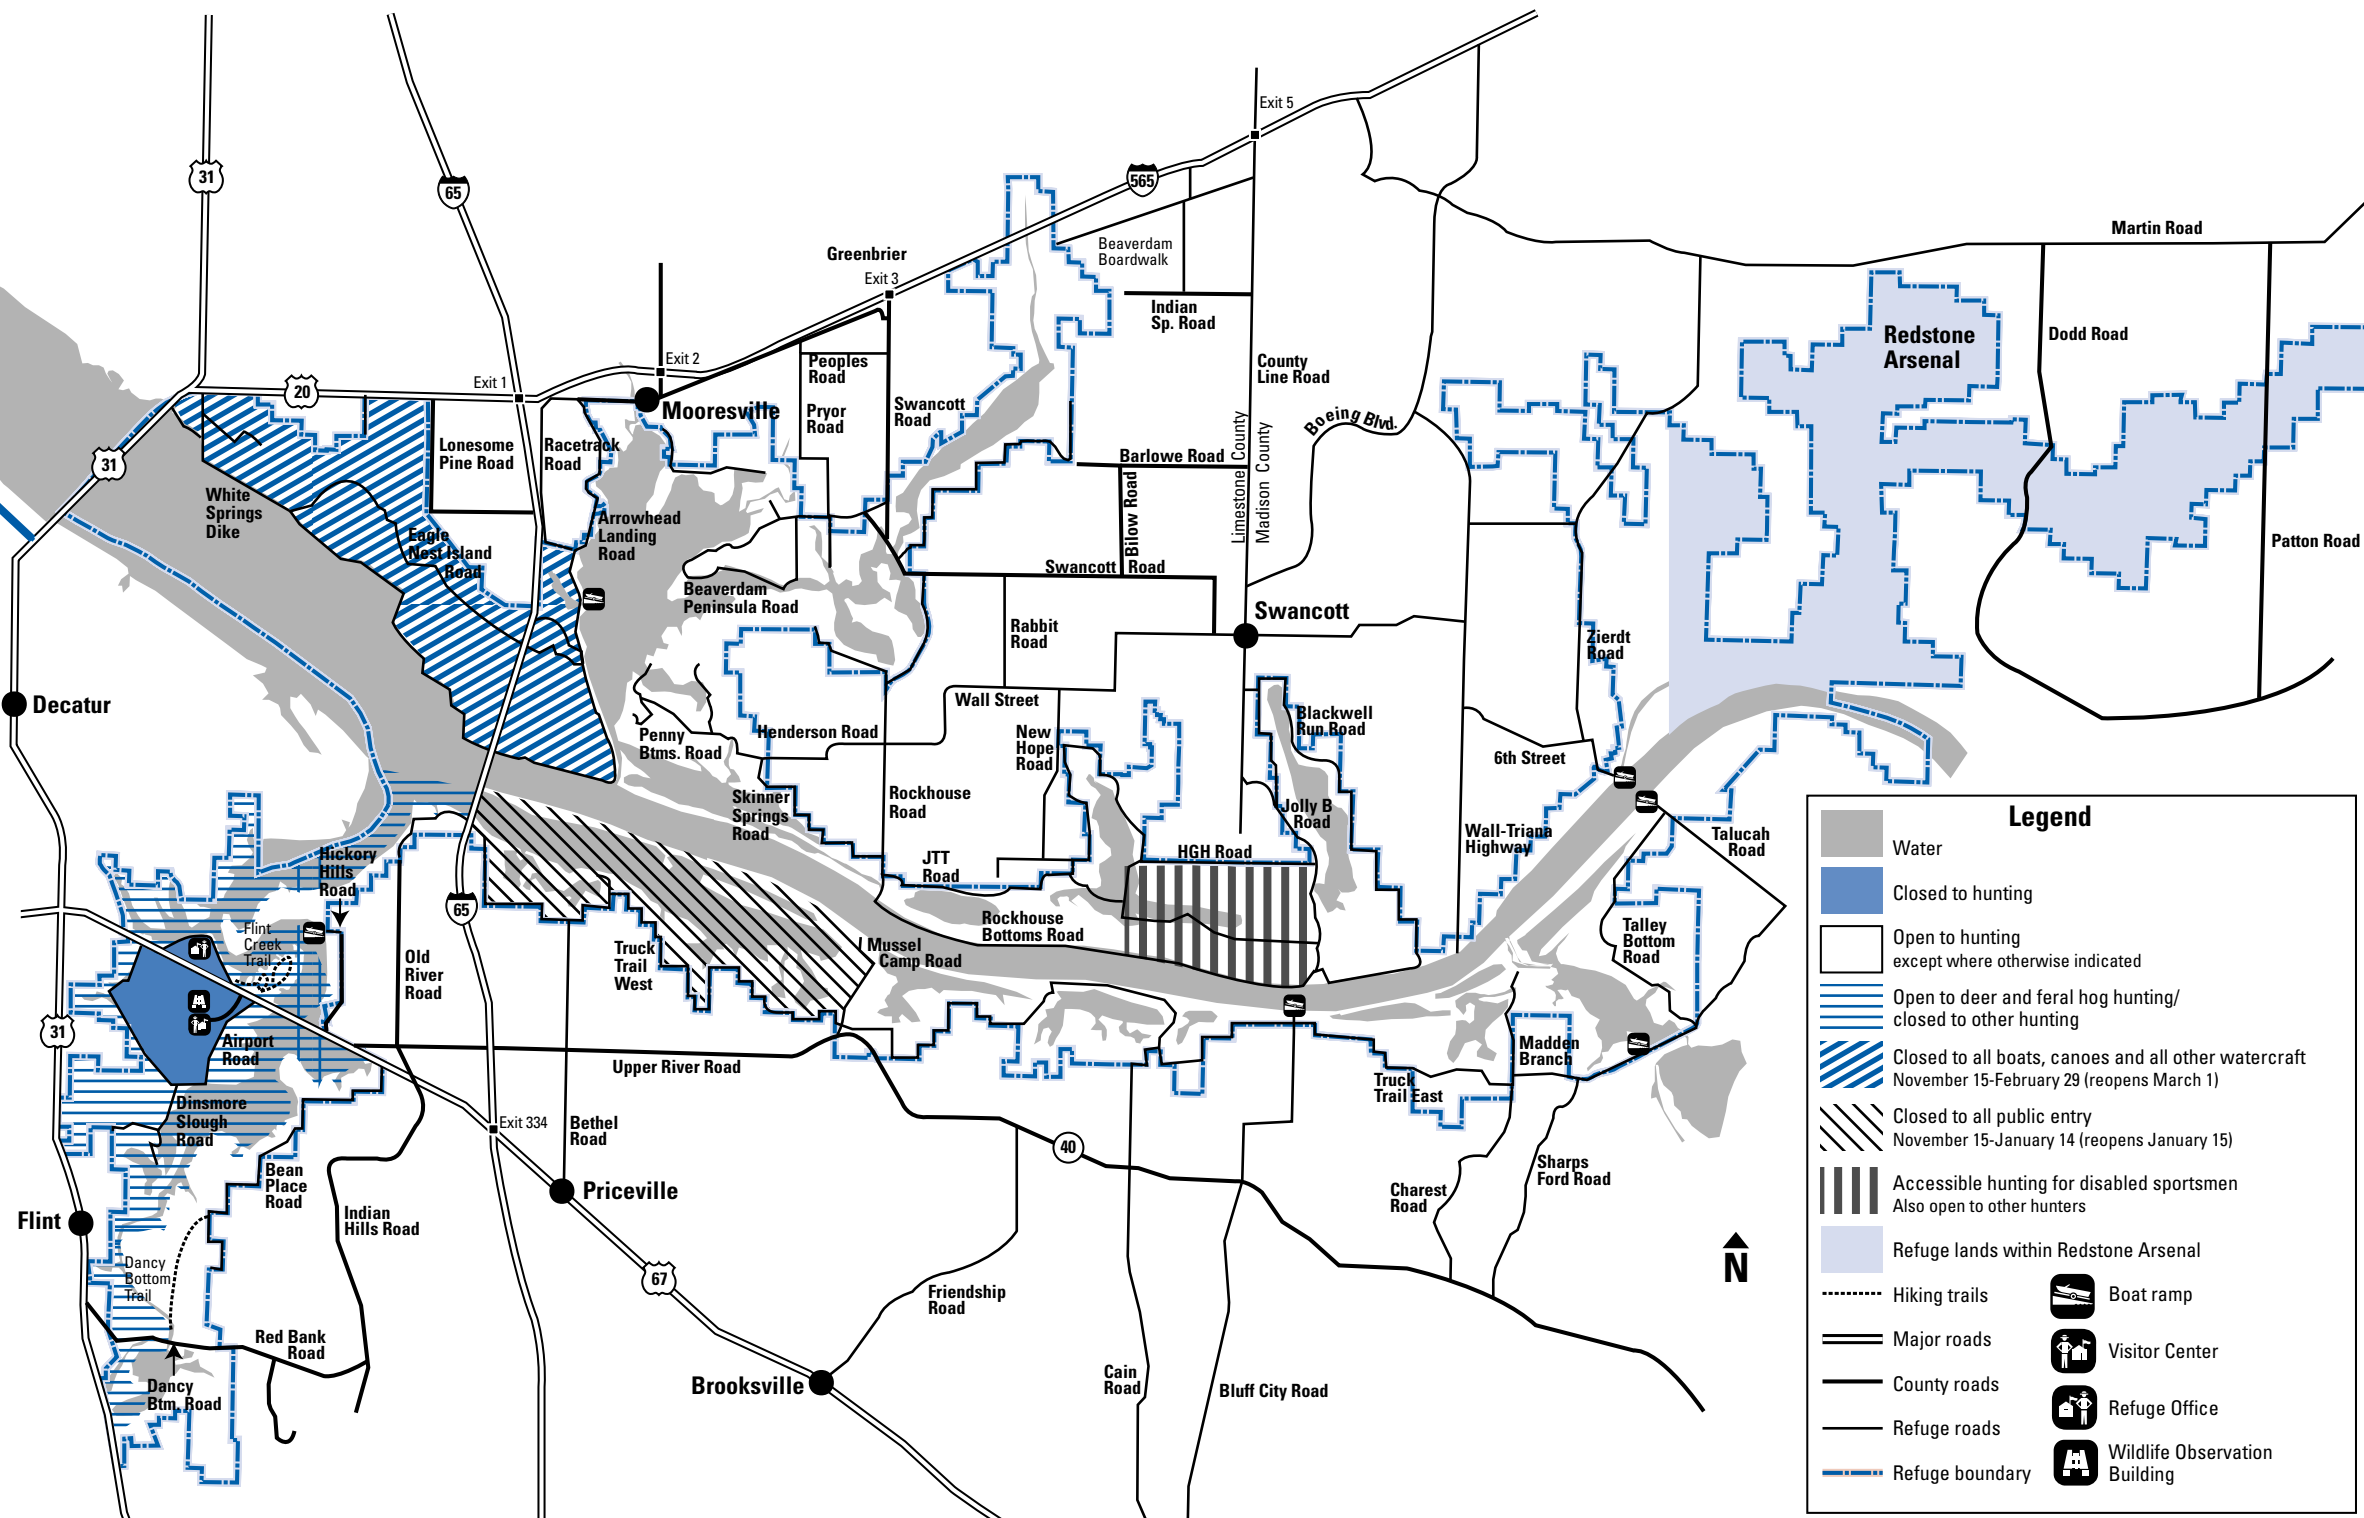 Exit 5
31
65
565
Martin Road
Greenbrier
Exit 3
Beaverdam
Boardwalk
Indian
Sp. Road
Redstone
Arsenal
Dodd Road
Exit 2
Exit 1
20
Peoples
Road
County
Line Road
Mooresville
Pryor
Road
Swancott
Road
Boeing Blvd.
Limestone County
Madison County
31
Lonesome
Pine Road
Racetrack
Road
Barlowe Road
Bilow Road
White
Springs
Dike
Arrowhead
Landing
Road
Eagle
Nest Island
Road
Patton Road
Swancott
Road
Beaverdam
Peninsula Road
Swancott
Rabbit
Road
Zierdt
Road
Decatur
Wall Street
Penny
Btms. Road
Henderson Road
New
Hope
Road
Blackwell
Run Road
6th Street
Skinner
Springs
Road
Rockhouse
Road
Jolly B
Road
Wall-Triana
Highway
Talucah
Road
Hickory
Hills
Road
JTT
Road
HGH Road
65
Flint
Creek
Trail
Rockhouse
Bottoms Road
Talley
Bottom
Road
Old
River
Road
Truck
Trail
West
Mussel
Camp Road
31
Airport
Road
Upper River Road
Madden
Branch
Truck
Trail East
Dinsmore
Slough
Road
Exit 334
Bethel
Road
40
Bean
Place
Road
Priceville
Charest
Road
Sharps
Ford Road
Flint
Indian
Hills Road
Dancy
Bottom
Trail
67
Friendship
Road
N
Red Bank
Road
Dancy
Btm. Road
Brooksville
Cain
Road
Bluff City Road
Legend
Water
Closed to hunting
Open to hunting
except where otherwise indicated
Open to deer and feral hog hunting/
closed to other hunting
Closed to all boats, canoes and all other watercraft
November 15-February 29 (reopens March 1)
Closed to all public entry
November 15-January 14 (reopens January 15)
Accessible hunting for disabled sportsmen
Also open to other hunters
Refuge lands within Redstone Arsenal
Hiking trails
Boat ramp
Major roads
Visitor Center
County roads
Refuge Office
Refuge roads
Wildlife Observation
Building
Refuge boundary